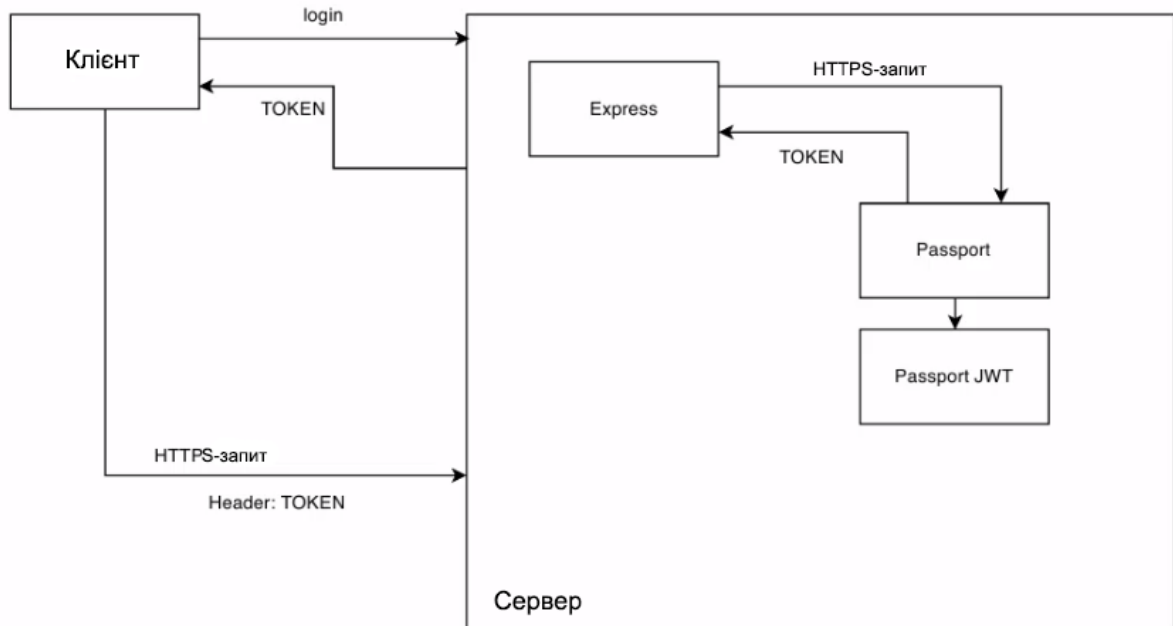 login
Клієнт
TOKEN
HTTPS-запит
Express
TOKEN
Passport
Passport JWT
HTTPS-запит
Header: TOKEN
Сервер